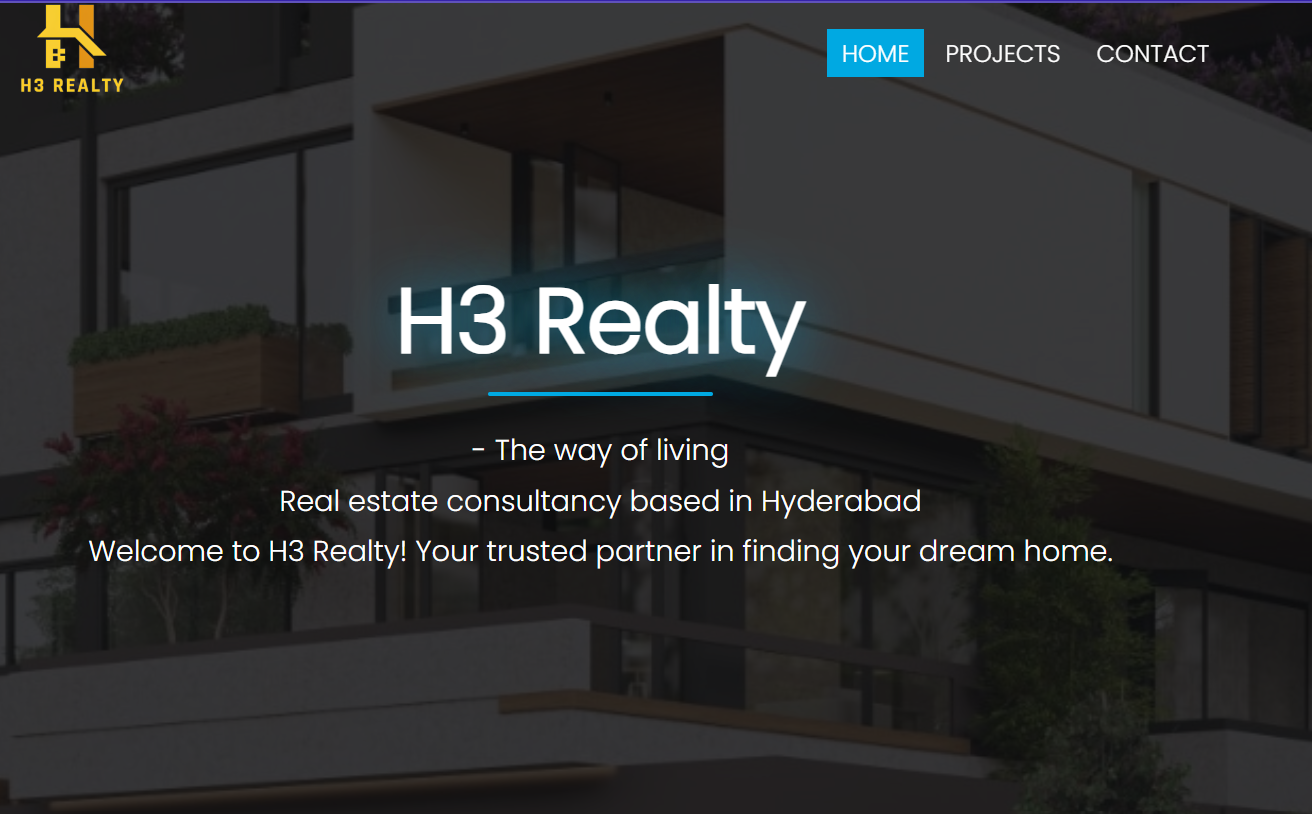 H3 REALTY
HOME PROJECTS CONTACT
H3 Realty
- The way of living
Real estate consultancy based in Hyderabad
Welcome to H3 Realty! Your trusted partner in finding your dream home.